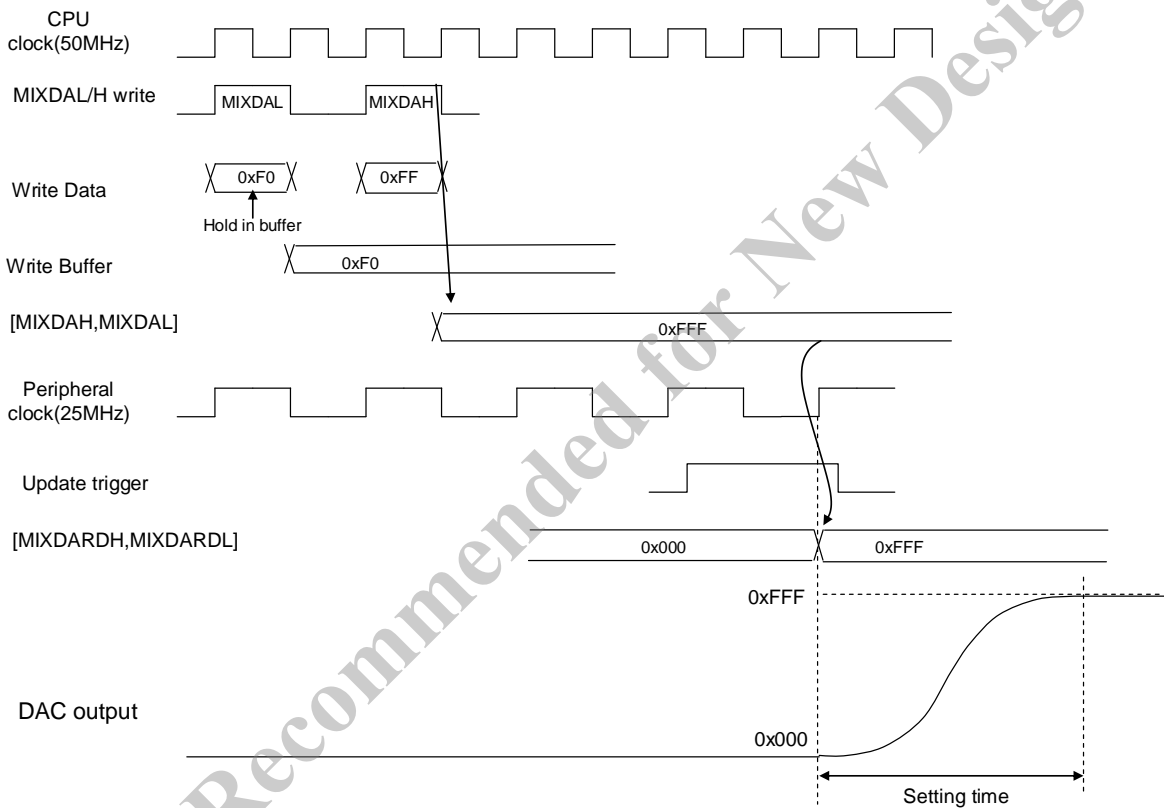 CPU
clock(50MHz)
MIXDAL/H write
MIXDAL
MIXDAH
Write Data
0xF0
0xFF
Hold in buffer
Write Buffer
0xF0
[MIXDAH,MIXDAL]
0xFFF
Peripheral
clock(25MHz)
Update trigger
[MIXDARDH,MIXDARDL]
0x000
0xFFF
0xFFF
DAC output
0x000
Setting time
Recommended for New Desig